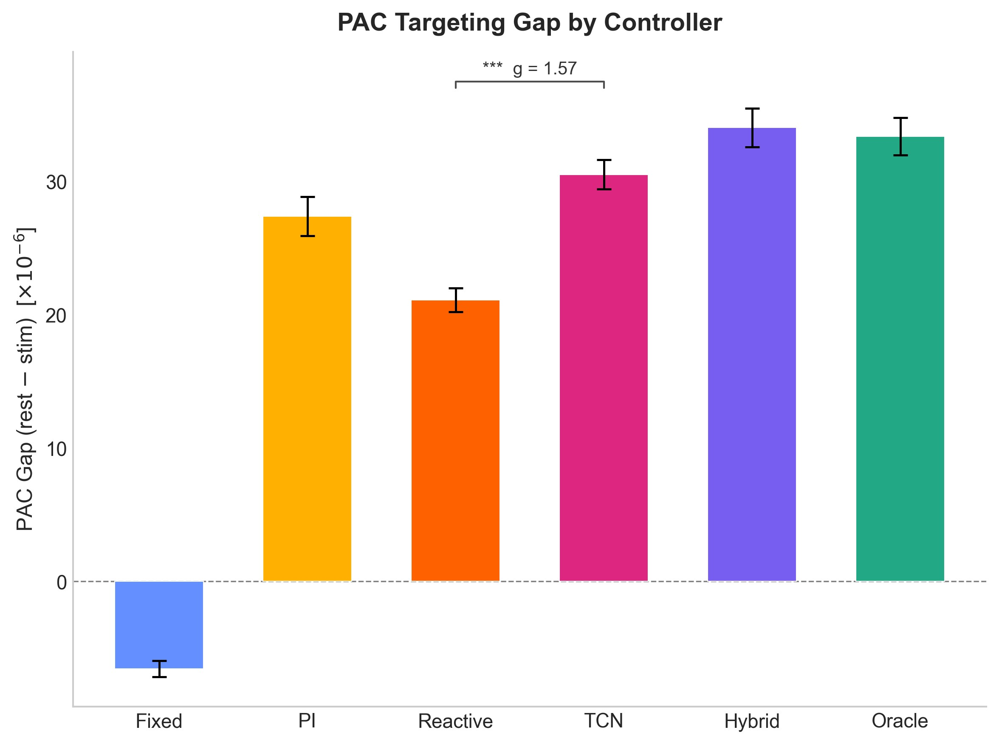 PAC Targeting Gap by Controller
*** g = 1.57
PAC Gap (rest − stim) [×10⁻⁶]
30
20
10
0
Fixed PI Reactive TCN Hybrid Oracle